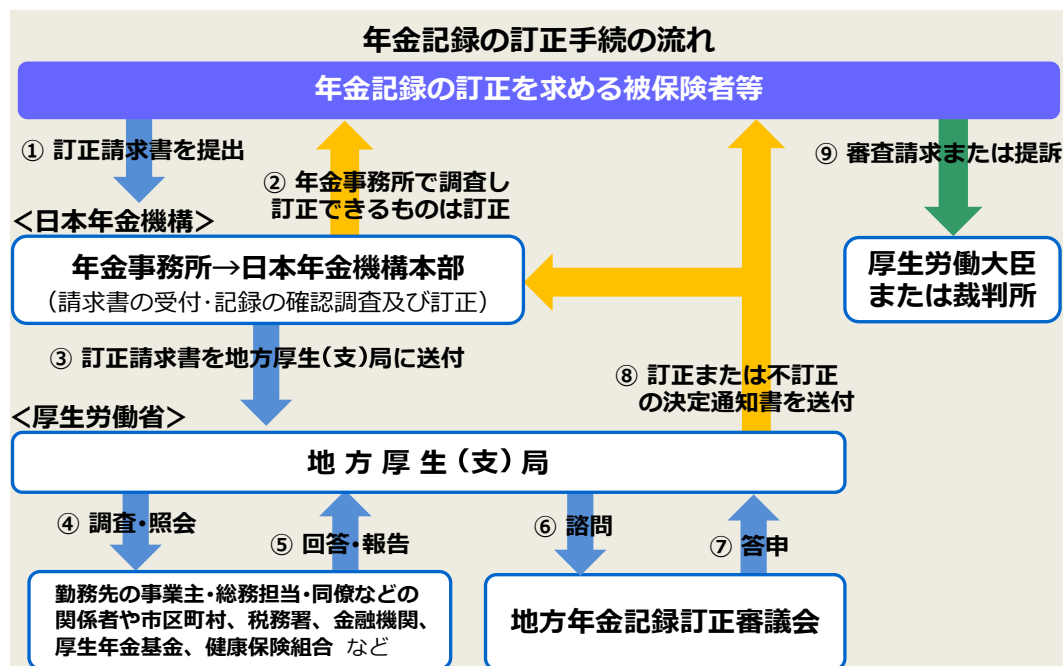 年金記録の訂正手続の流れ
年金記録の訂正を求める被保険者等
① 訂正請求書を提出
② 年金事務所で調査し
訂正できるものは訂正
⑨ 審査請求または提訴
＜日本年金機構＞
年金事務所→日本年金機構本部
（請求書の受付・記録の確認調査及び訂正）
厚生労働大臣
または裁判所
③ 訂正請求書を地方厚生（支）局に送付
⑧ 訂正または不訂正
の決定通知書を送付
＜厚生労働省＞
地 方 厚 生（支）局
④ 調査・照会
⑤ 回答・報告
⑥ 諮問
⑦ 答申
勤務先の事業主・総務担当・同僚などの
関係者や市区町村、税務署、金融機関、
厚生年金基金、健康保険組合 など
地方年金記録訂正審議会